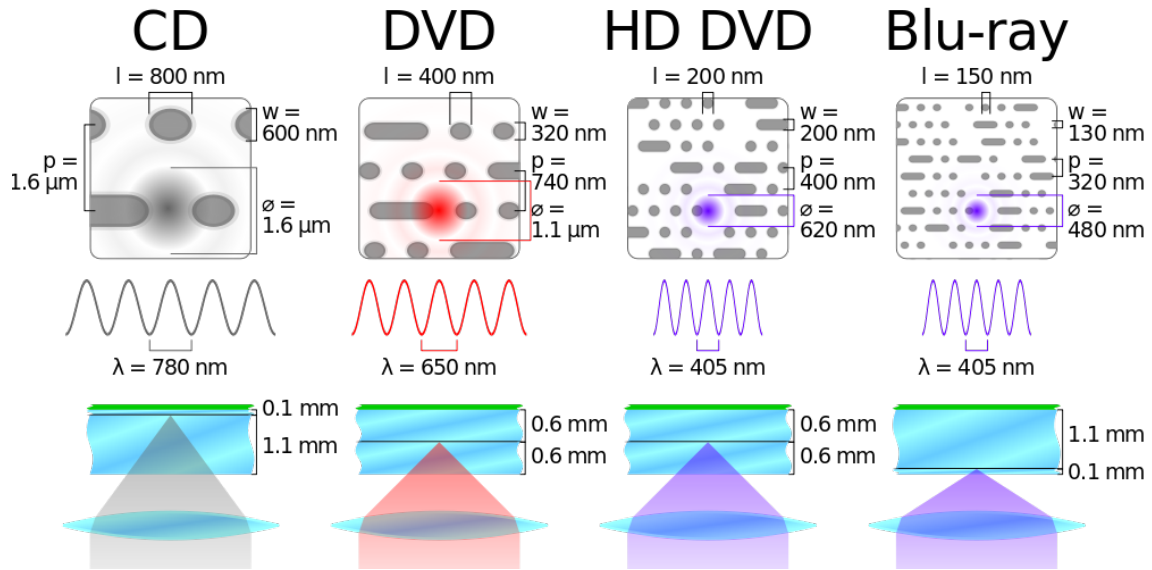 CD
l = 800 nm
w =
600 nm
p =
1.6 µm
ø =
1.6 µm
λ = 780 nm
0.1 mm
1.1 mm
DVD
l = 400 nm
w =
320 nm
p =
740 nm
ø =
1.1 µm
λ = 650 nm
0.6 mm
0.6 mm
HD DVD
l = 200 nm
w =
200 nm
p =
400 nm
ø =
620 nm
λ = 405 nm
0.6 mm
0.6 mm
Blu-ray
l = 150 nm
w =
130 nm
p =
320 nm
ø =
480 nm
λ = 405 nm
1.1 mm
0.1 mm